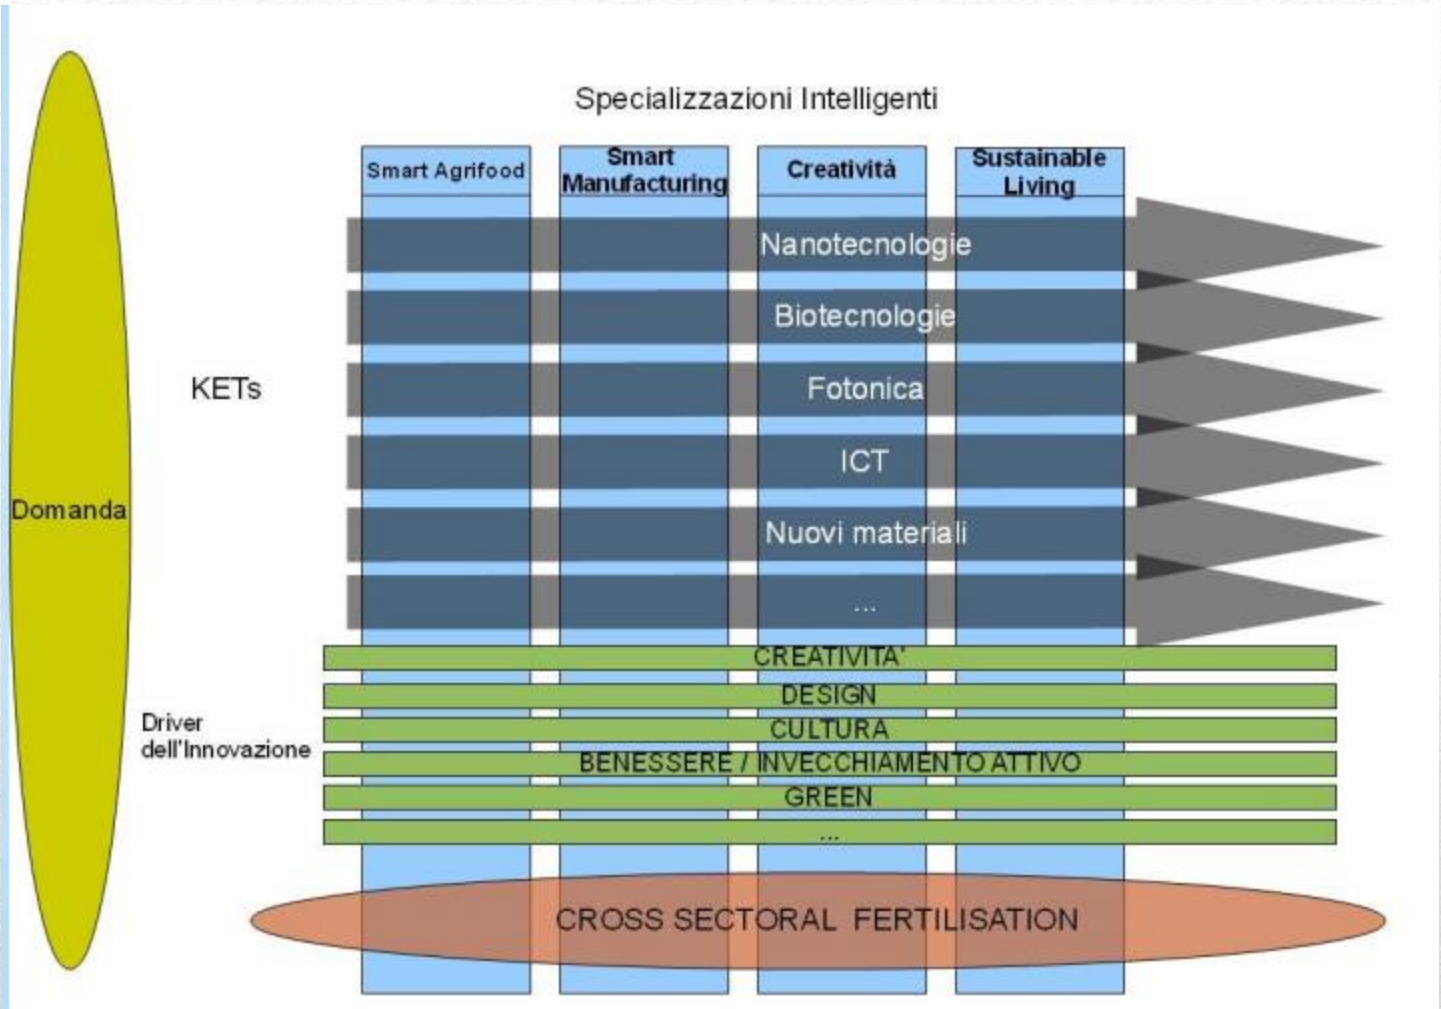 Specializzazioni Intelligenti
Smart Agrifood
Smart
Manufacturing
Creatività
Sustainable
Living
Nanotecnologie
Biotecnologie
KETs
Fotonica
ICT
Domanda
Nuovi materiali
...
CREATIVITA'
DESIGN
Driver
dell'Innovazione
CULTURA
BENESSERE / INVECCHIAMENTO ATTIVO
GREEN
...
CROSS SECTORAL FERTILISATION